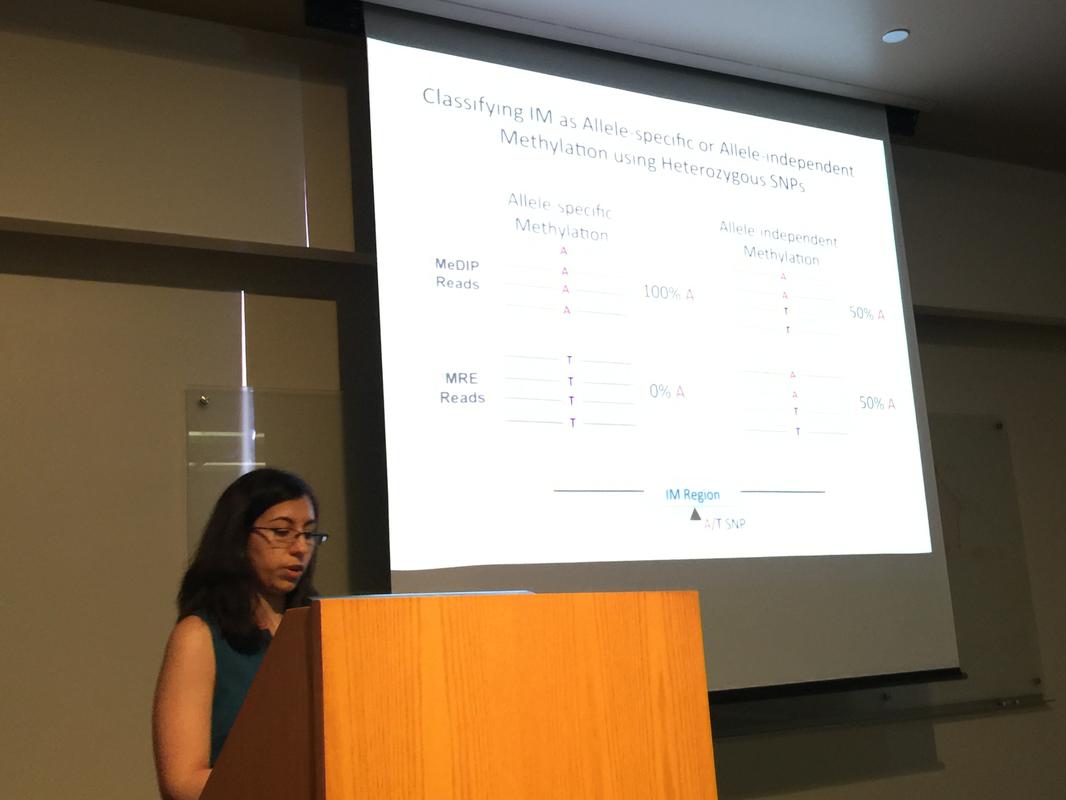 Classifying IM as Allele-specific or Allele-independent
Methylation using Heterozygous SNPs
Allele specific
Methylation
MeDIP
Reads
A
A
A
A
100% A
MRE
Reads
T
T
T
T
0% A
Allele independent
Methylation
A
A
T
T
50% A
A
A
T
T
50% A
IM Region
A/T SNP